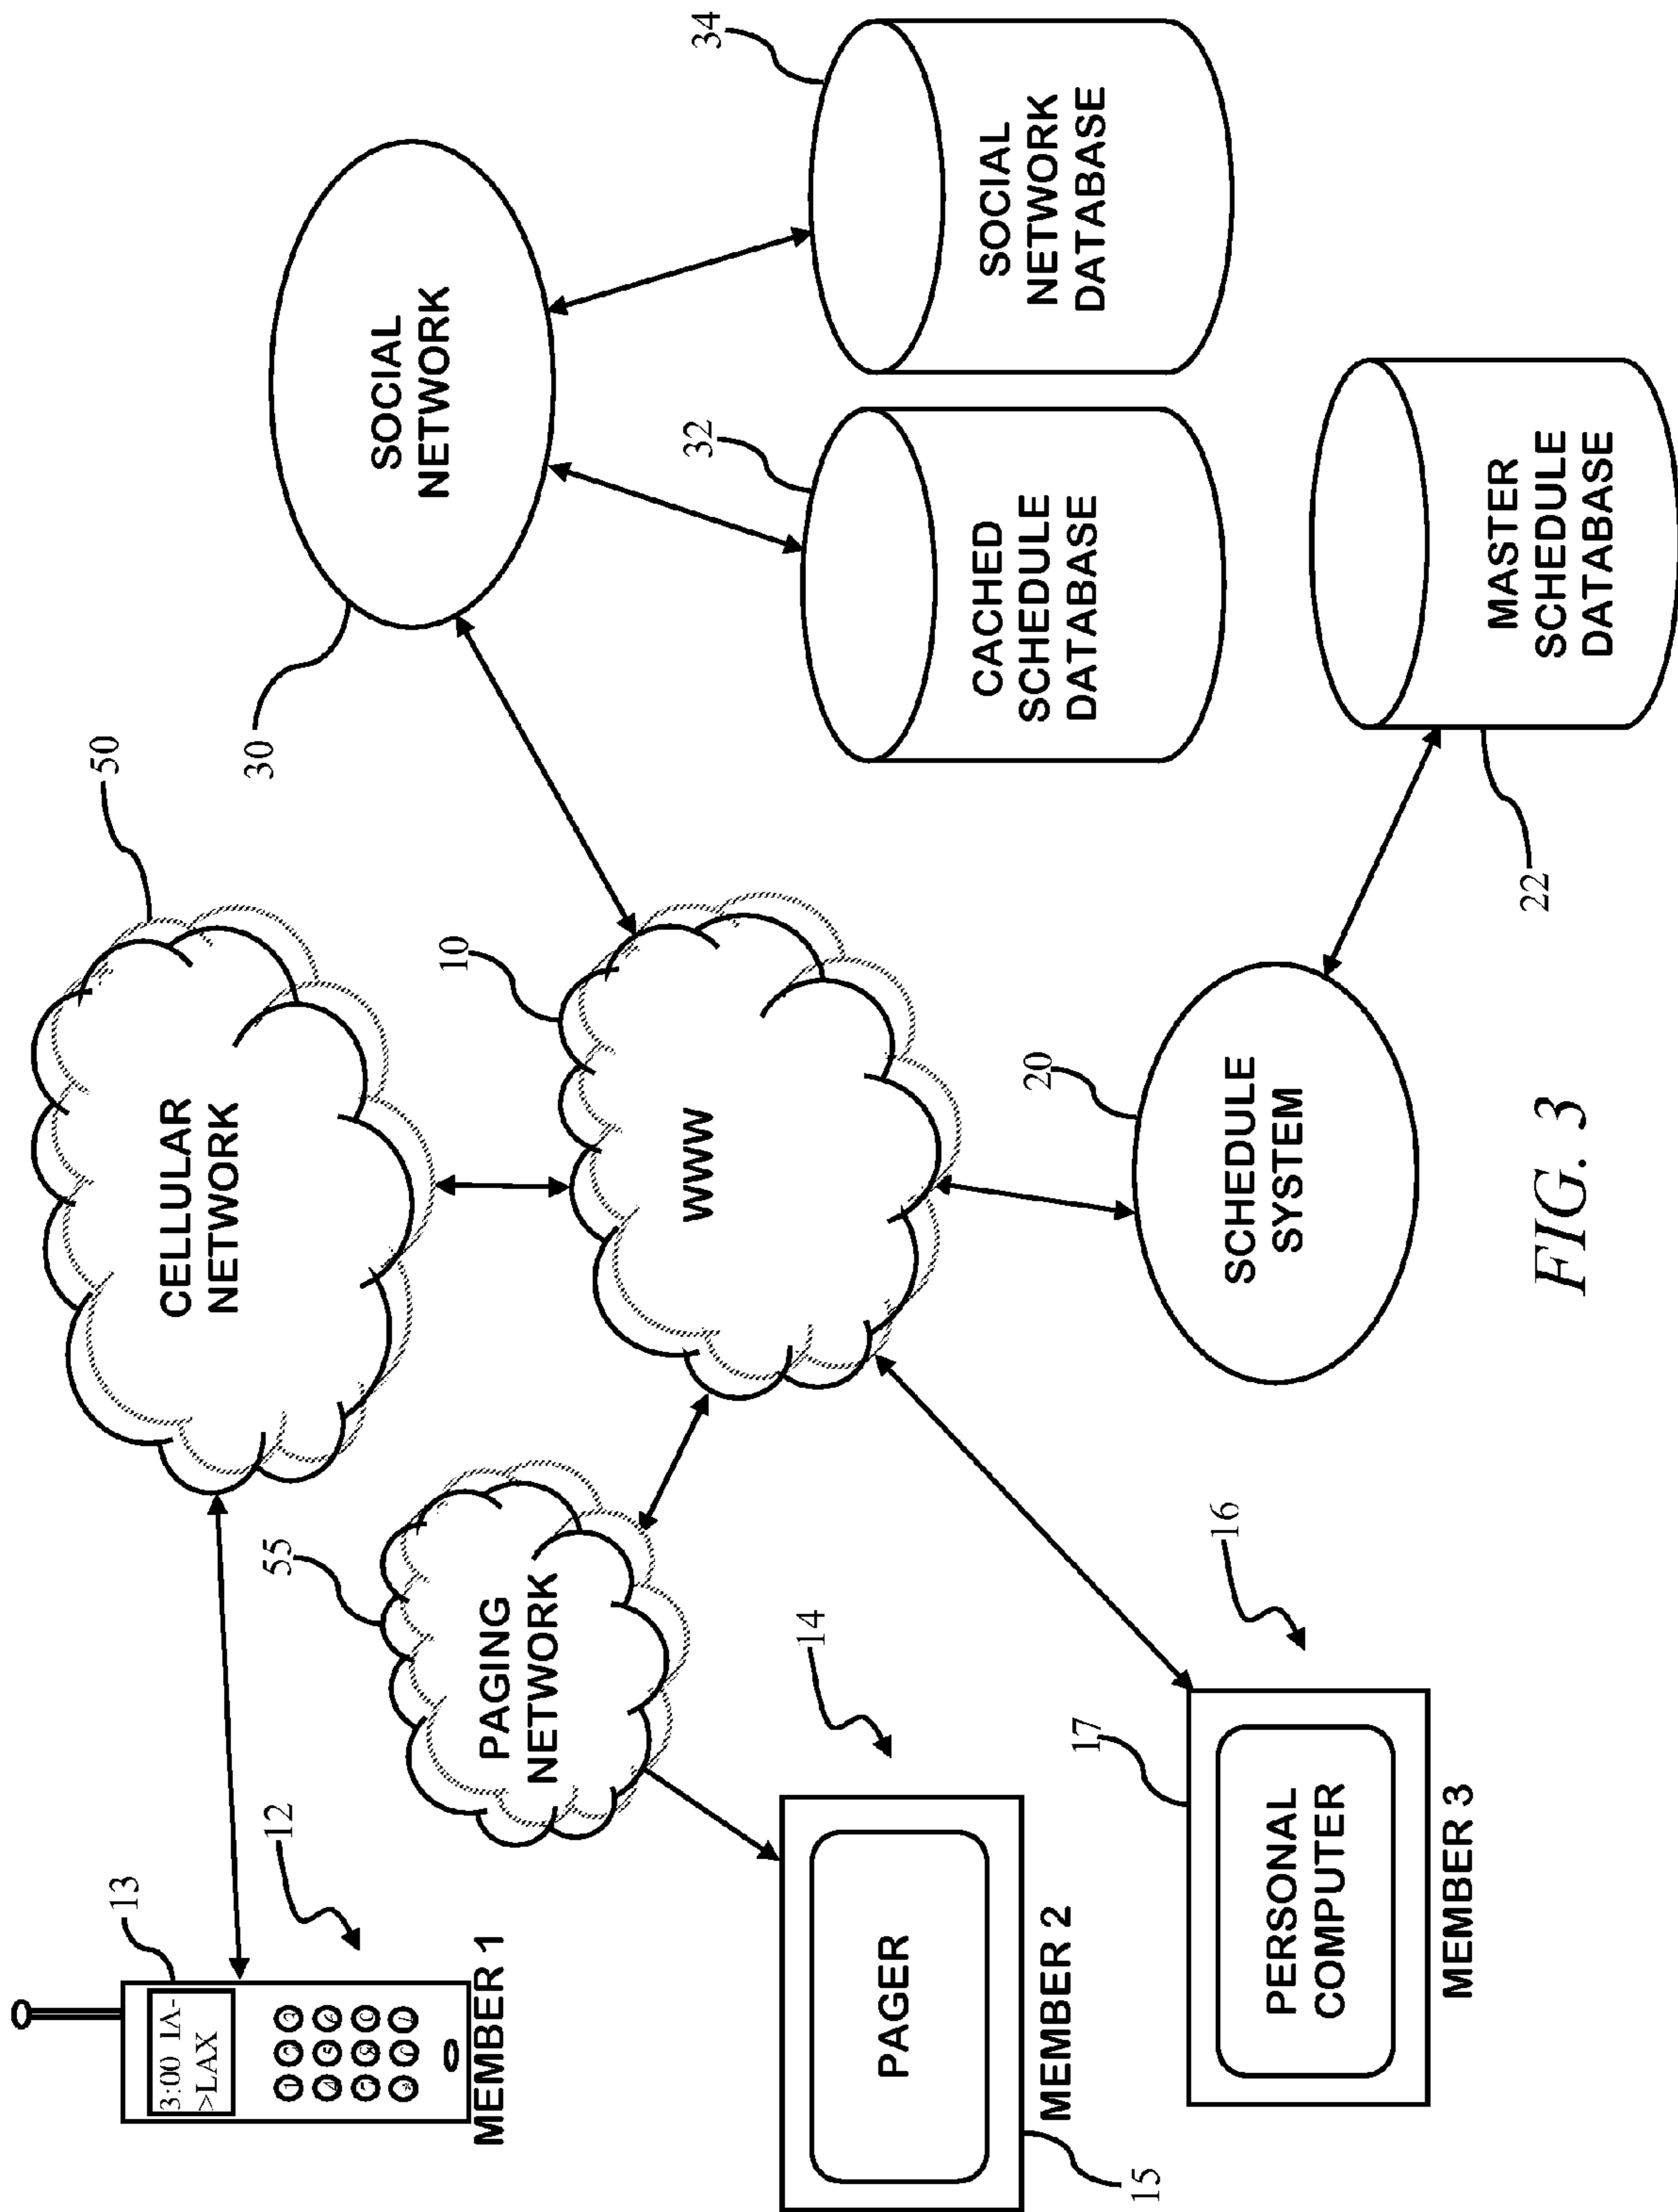 13
3:00 IA-
>LAX
12
MEMBER 1
CELLULAR
NETWORK
50
55
PAGING
NETWORK
10
WWW
30
SOCIAL
NETWORK
34
SOCIAL
NETWORK
DATABASE
32
CACHED
SCHEDULE
DATABASE
14
PAGER
MEMBER 2
15
16
17
PERSONAL
COMPUTER
MEMBER 3
20
SCHEDULE
SYSTEM
22
MASTER
SCHEDULE
DATABASE
FIG. 3